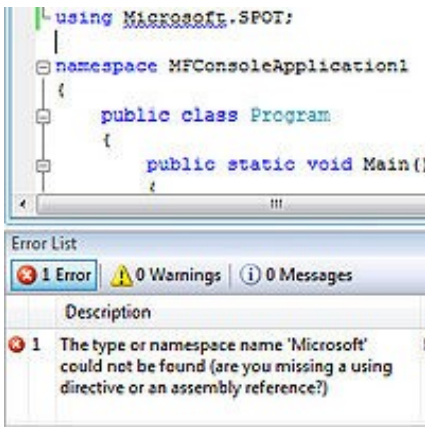 using Microsoft.SPOT;
namespace MFConsoleApplication1
{
public class Program
{
public static void Main()
{
Error List
1 Error 0 Warnings 0 Messages
Description
1 The type or namespace name 'Microsoft'
could not be found (are you missing a using
directive or an assembly reference?)